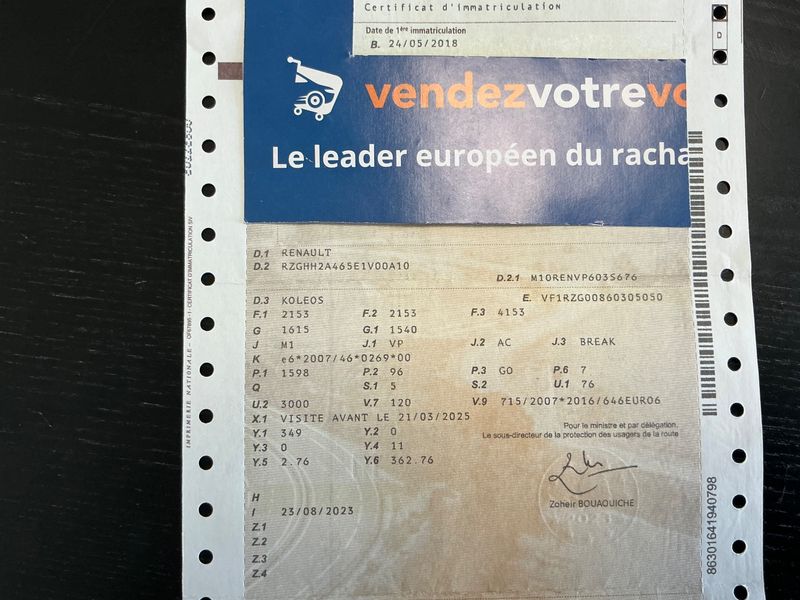 Certificat d'immatriculation
Date de 1ère immatriculation
B. 24/05/2018
D
vendezvotrevo
Le leader européen du racha
D.1 RENAULT
D.2 RZGHH2A465E1V00A10
D.2.1 M10RENVP603S676
D.3 KOLEOS E. VF1RZG00860305050
F.1 2153 F.2 2153 F.3 4153
G 1615 G.1 1540
J M1 J.1 VP J.2 AC J.3 BREAK
K e6*2007/46*0269*00
P.1 1598 P.2 96 P.3 GO P.6 7
Q S.1 5 S.2 U.1 76
U.2 3000 V.7 120 V.9 715/2007*2016/646EURO6
X.1 VISITE AVANT LE 21/03/2025
Y.1 349 Y.2 0
Y.3 0 Y.4 11
Y.5 2.76 Y.6 362.76
Pour le ministre et par délégation,
Le sous-directeur de la protection des usagers de la route
Zoheir BOUAOUICHE
H
I 23/08/2023
Z.1
Z.2
Z.3
Z.4
IMPRIMERIE NATIONALE - CERTIFICAT D'IMMATRICULATION SIV
86301641940798